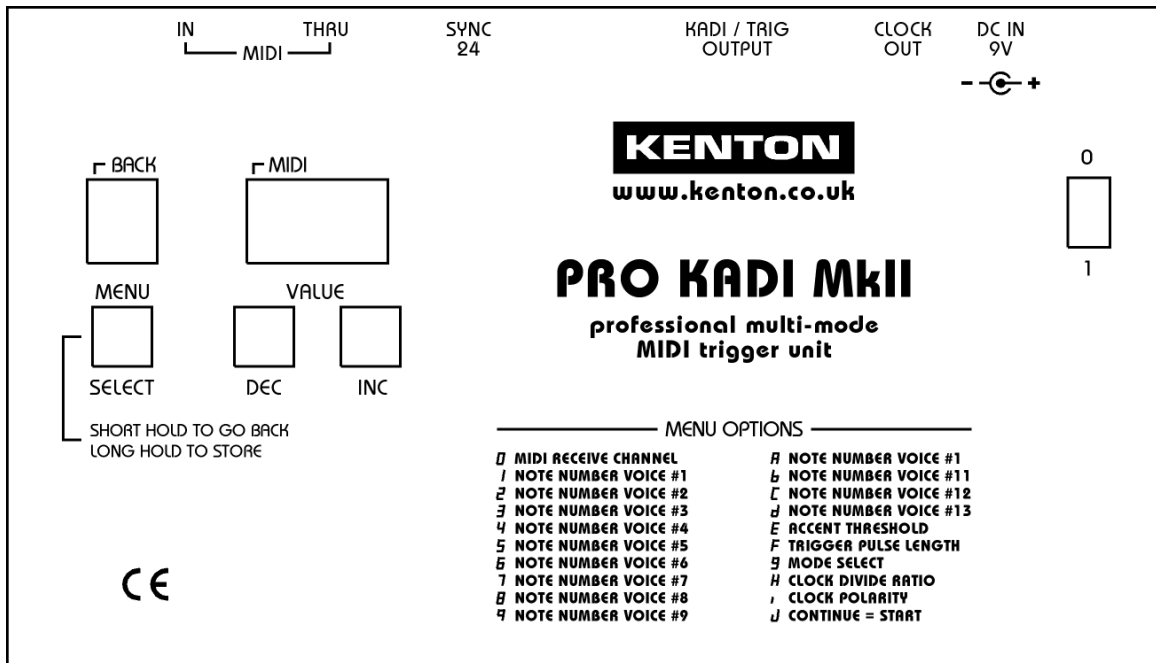 IN THRU SYNC KADI / TRIG CLOCK DC IN
MIDI 24 OUTPUT OUT 9V
- +
KENTON
www.kenton.co.uk
BACK MIDI
0
1
MENU VALUE
SELECT DEC INC
SHORT HOLD TO GO BACK
LONG HOLD TO STORE
PRO KADI MkII
professional multi-mode
MIDI trigger unit
MENU OPTIONS
0 MIDI RECEIVE CHANNEL
1 NOTE NUMBER VOICE #1
2 NOTE NUMBER VOICE #2
3 NOTE NUMBER VOICE #3
4 NOTE NUMBER VOICE #4
5 NOTE NUMBER VOICE #5
6 NOTE NUMBER VOICE #6
7 NOTE NUMBER VOICE #7
8 NOTE NUMBER VOICE #8
9 NOTE NUMBER VOICE #9
A NOTE NUMBER VOICE #1
b NOTE NUMBER VOICE #11
C NOTE NUMBER VOICE #12
d NOTE NUMBER VOICE #13
E ACCENT THRESHOLD
F TRIGGER PULSE LENGTH
g MODE SELECT
H CLOCK DIVIDE RATIO
ı CLOCK POLARITY
J CONTINUE = START
CE